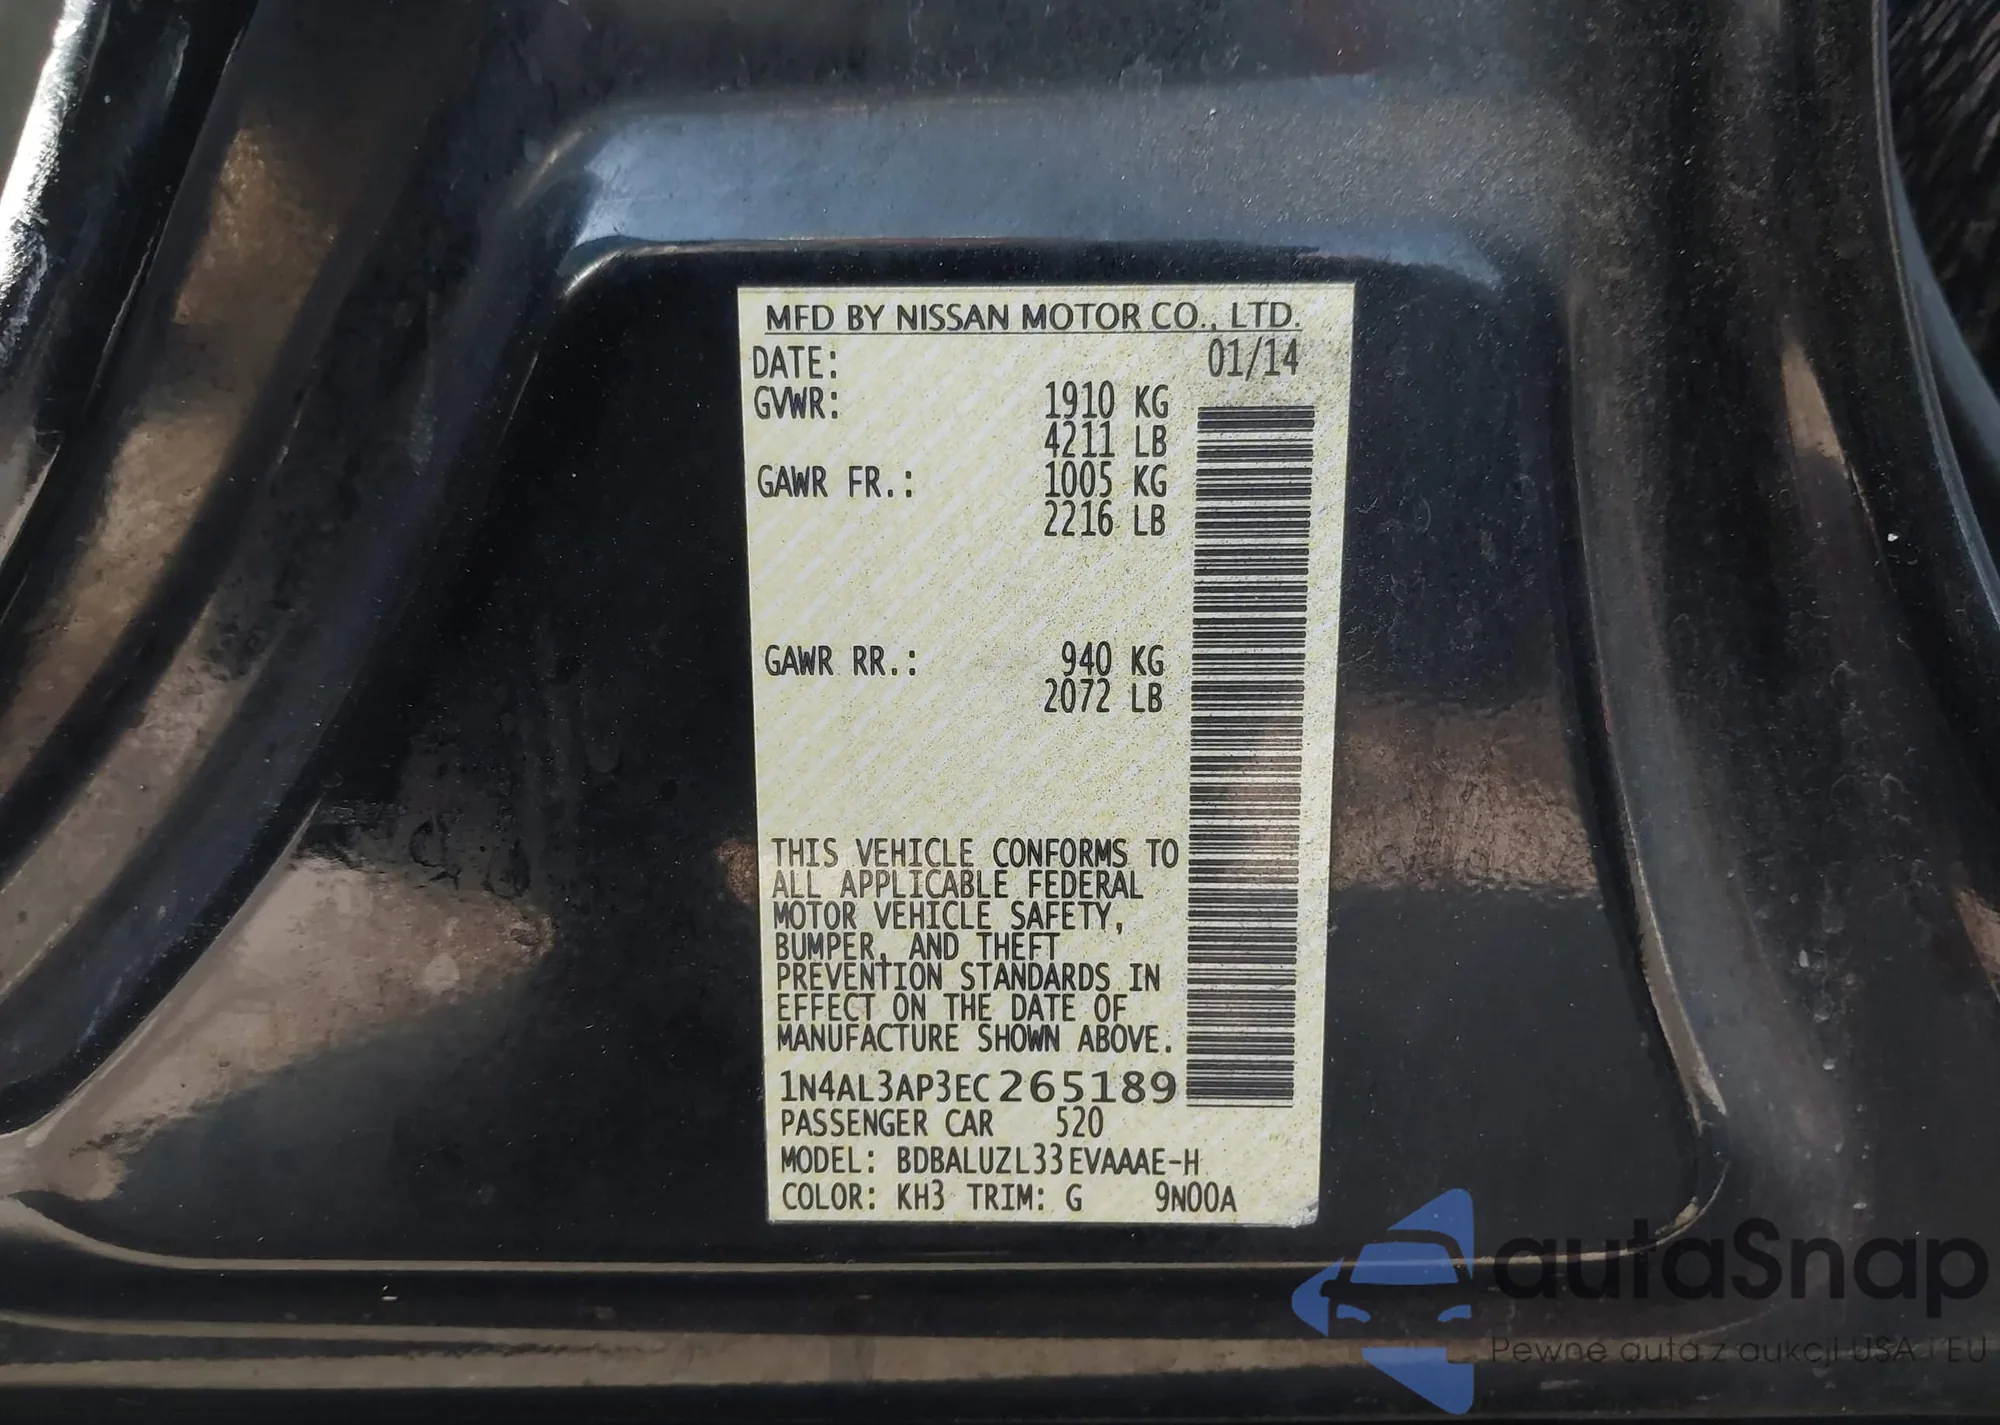 MFD BY NISSAN MOTOR CO., LTD.
DATE: 01/14
GVWR: 1910 KG
4211 LB
GAWR FR.: 1005 KG
2216 LB
GAWR RR.: 940 KG
2072 LB
THIS VEHICLE CONFORMS TO
ALL APPLICABLE FEDERAL
MOTOR VEHICLE SAFETY,
BUMPER, AND THEFT
PREVENTION STANDARDS IN
EFFECT ON THE DATE OF
MANUFACTURE SHOWN ABOVE.
1N4AL3AP3EC265189
PASSENGER CAR 520
MODEL: BDBALUZL33EVAAAE-H
COLOR: KH3 TRIM: G 9N00A
autaSnap
Pewne auta z aukcji USA i EU